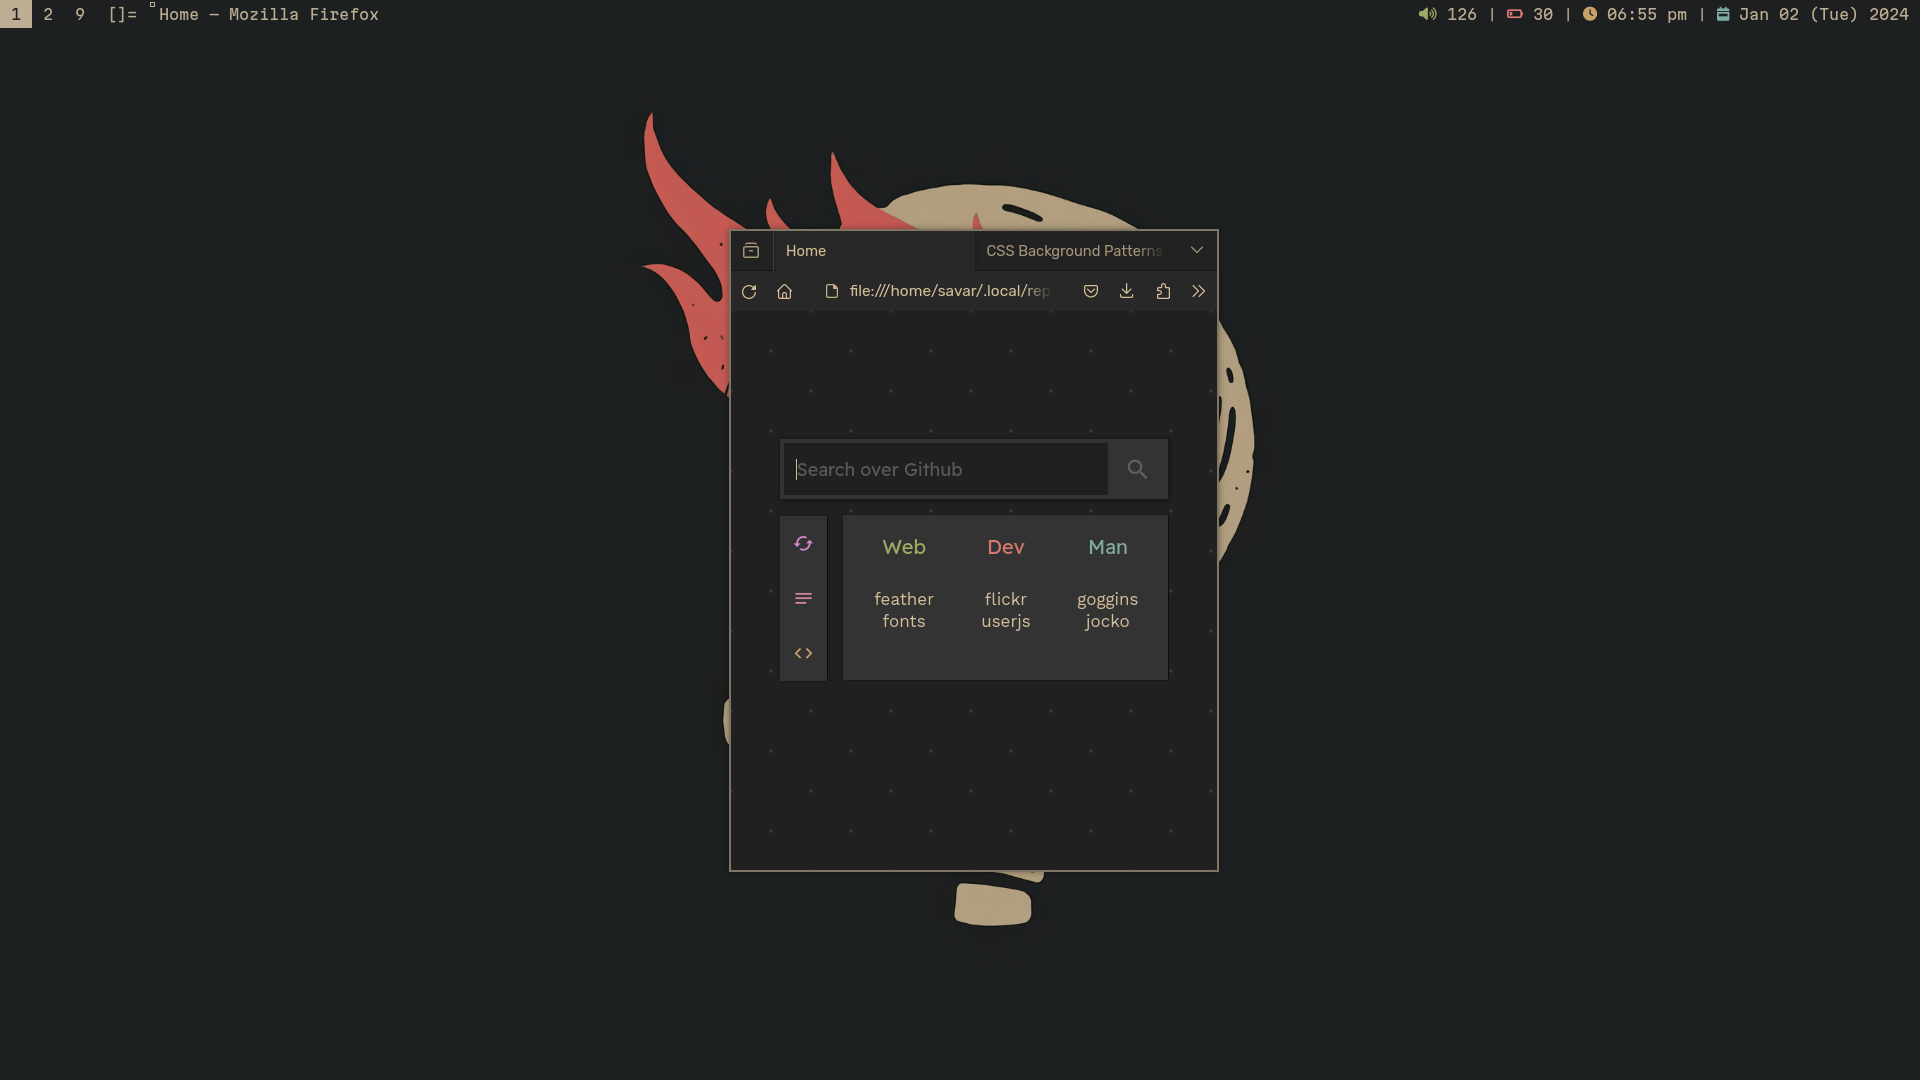 1 2 9 []= Home — Mozilla Firefox
126 | 30 | 06:55 pm | Jan 02 (Tue) 2024
Home
CSS Background Patterns
file:///home/savar/.local/rep
Search over Github
Web Dev Man
feather flickr goggins
fonts userjs jocko